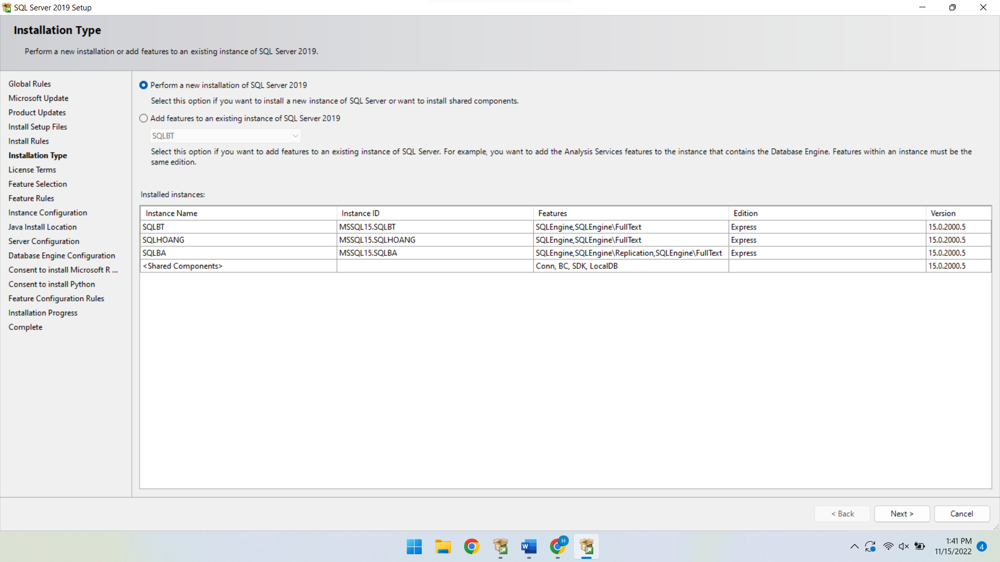 SQL Server 2019 Setup
Installation Type
Perform a new installation or add features to an existing instance of SQL Server 2019.
Global Rules
Microsoft Update
Product Updates
Install Setup Files
Install Rules
Installation Type
License Terms
Feature Selection
Feature Rules
Instance Configuration
Java Install Location
Server Configuration
Database Engine Configuration
Consent to install Microsoft R ...
Consent to install Python
Feature Configuration Rules
Installation Progress
Complete
Perform a new installation of SQL Server 2019
Select this option if you want to install a new instance of SQL Server or want to install shared components.
Add features to an existing instance of SQL Server 2019
SQLBT
Select this option if you want to add features to an existing instance of SQL Server. For example, you want to add the Analysis Services features to the instance that contains the Database Engine. Features within an instance must be the
same edition.
Installed instances:
Instance Name Instance ID Features Edition Version
SQLBT MSSQL15.SQLBT SQLEngine,SQLEngine\FullText Express 15.0.2000.5
SQLHOANG MSSQL15.SQLHOANG SQLEngine,SQLEngine\FullText Express 15.0.2000.5
SQLBA MSSQL15.SQLBA SQLEngine,SQLEngine\Replication,SQLEngine\FullText Express 15.0.2000.5
<Shared Components> Conn, BC, SDK, LocalDB 15.0.2000.5
< Back Next > Cancel
W H
1:41 PM
11/15/2022 4